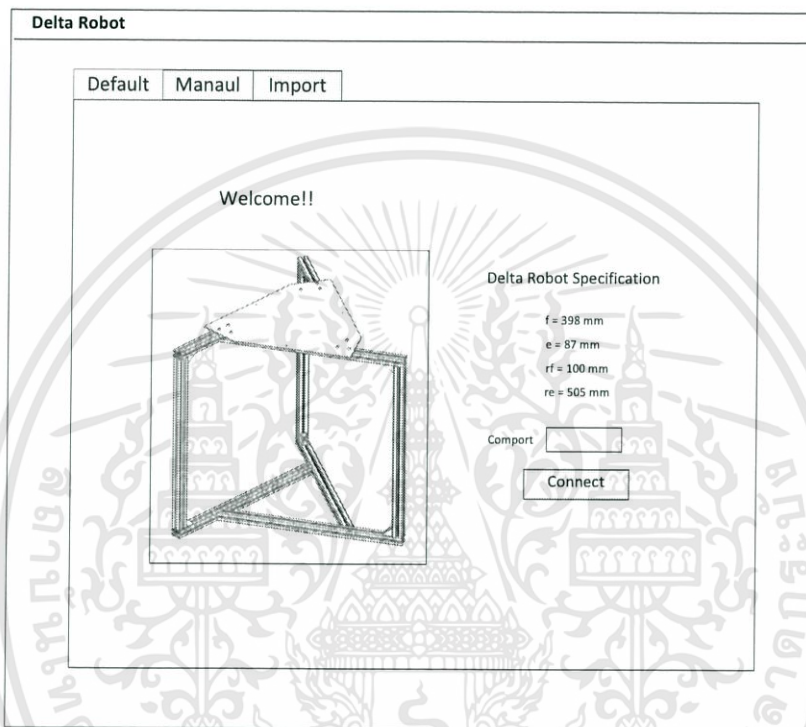 Delta Robot
Default Manaul Import
Welcome!!
Delta Robot Specification
f = 398 mm
e = 87 mm
rf = 100 mm
re = 505 mm
Comport
Connect